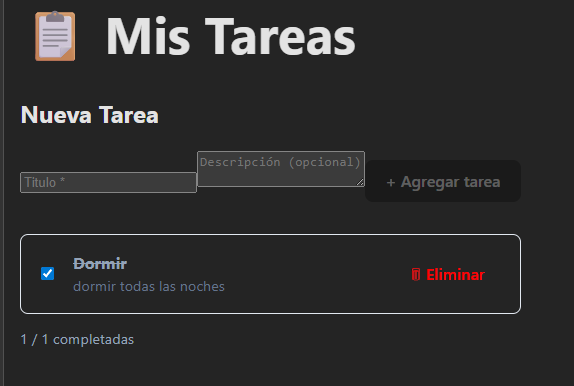 Mis Tareas
Nueva Tarea
Título *
Descripción (opcional)
+ Agregar tarea
Dormir
dormir todas las noches
Eliminar
1 / 1 completadas